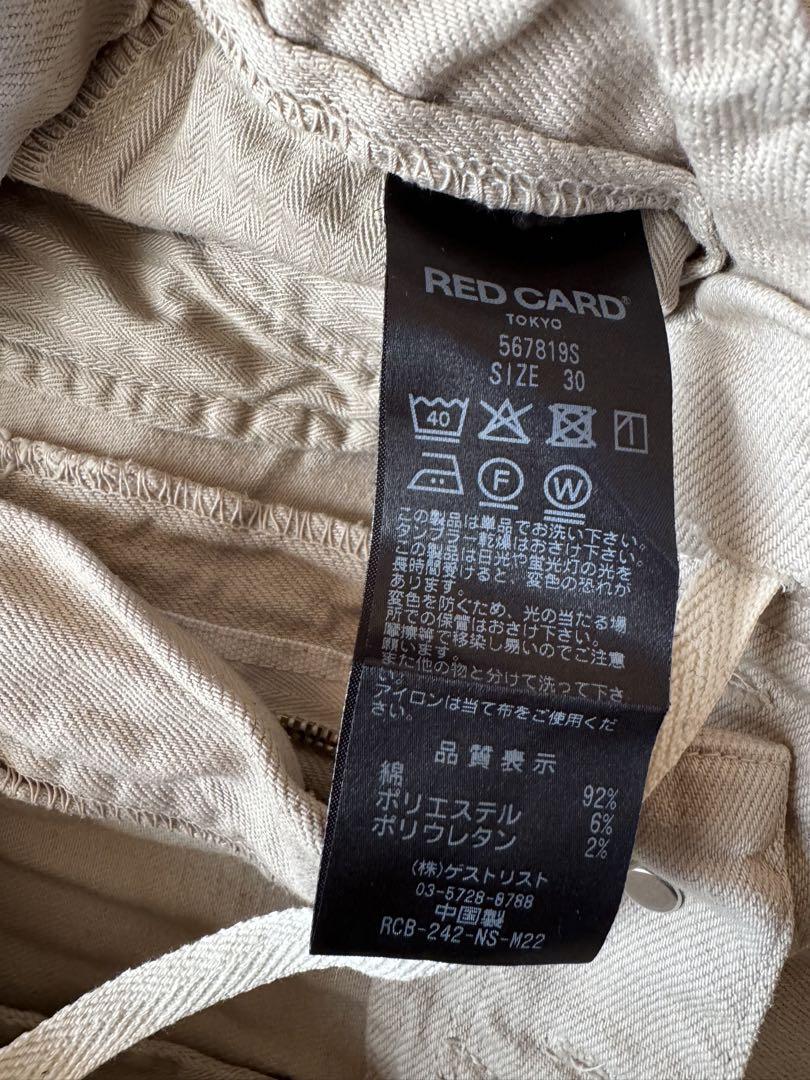 RED CARD®
TOKYO
567819S
SIZE 30
40
F W
この製品は単品でお洗い下さい。
タンブラー乾燥はおさけ下さい。
この製品は日光や蛍光灯の光を
長時間受けると、変色の恐れが
あります。
変色を防ぐため、光の当たる場
所での保管はおさけ下さい。
摩擦等で移染し易いのでご注意
願います。
また他の物と分けて洗って下さ
い。
アイロンは当て布をご使用くだ
さい。
品質表示
綿 92%
ポリエステル 6%
ポリウレタン 2%
(株)ゲストリスト
03-5728-8788
中国製
RCB-242-NS-M22